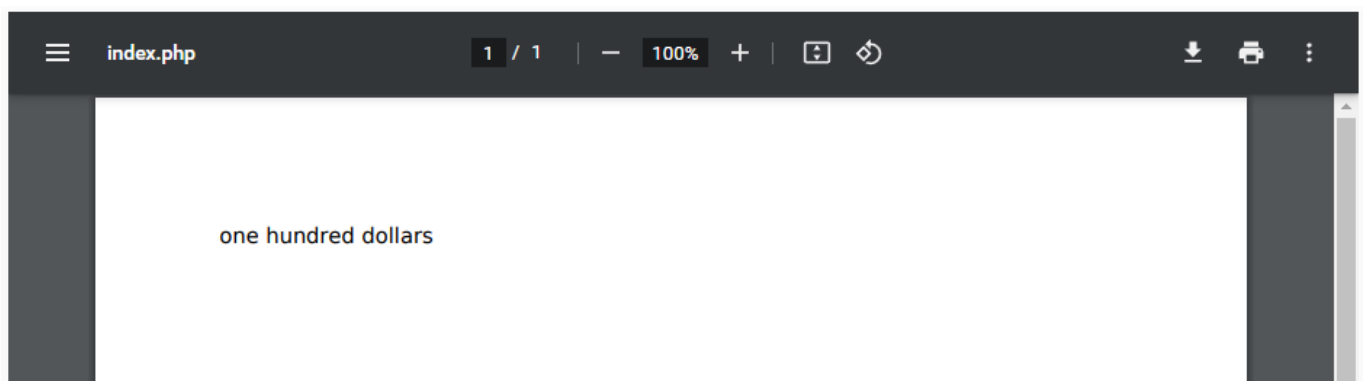 index.php 1 / 1 100%
one hundred dollars